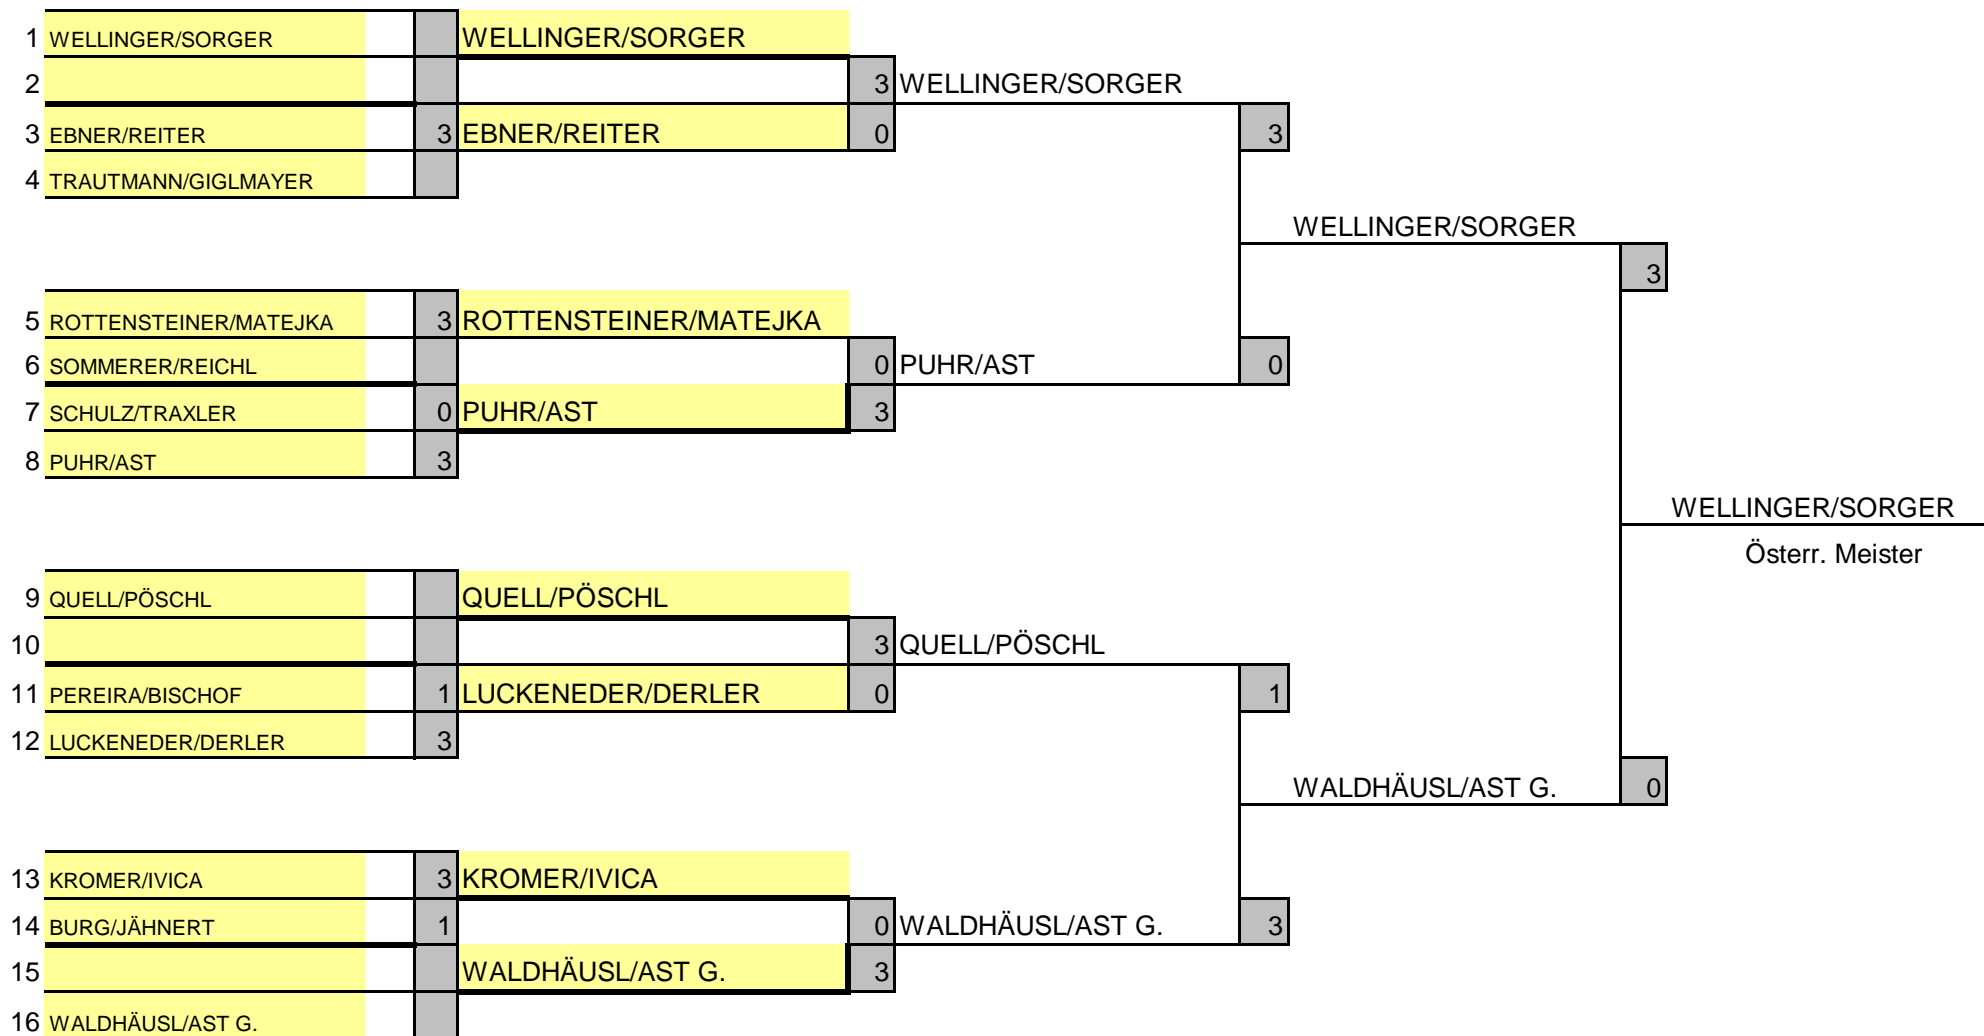 1 WELLINGER/SORGER WELLINGER/SORGER
2 3 WELLINGER/SORGER
3 EBNER/REITER 3 EBNER/REITER 0 3
4 TRAUTMANN/GIGLMAYER
WELLINGER/SORGER
3
5 ROTTENSTEINER/MATEJKA 3 ROTTENSTEINER/MATEJKA
6 SOMMERER/REICHL 0 PUHR/AST 0
7 SCHULZ/TRAXLER 0 PUHR/AST 3
8 PUHR/AST 3
WELLINGER/SORGER
Österr. Meister
9 QUELL/PÖSCHL QUELL/PÖSCHL
10 3 QUELL/PÖSCHL
11 PEREIRA/BISCHOF 1 LUCKENEDER/DERLER 0 1
12 LUCKENEDER/DERLER 3
WALDHÄUSL/AST G. 0
13 KROMER/IVICA 3 KROMER/IVICA
14 BURG/JÄHNERT 1 0 WALDHÄUSL/AST G. 3
15 WALDHÄUSL/AST G. 3
16 WALDHÄUSL/AST G.